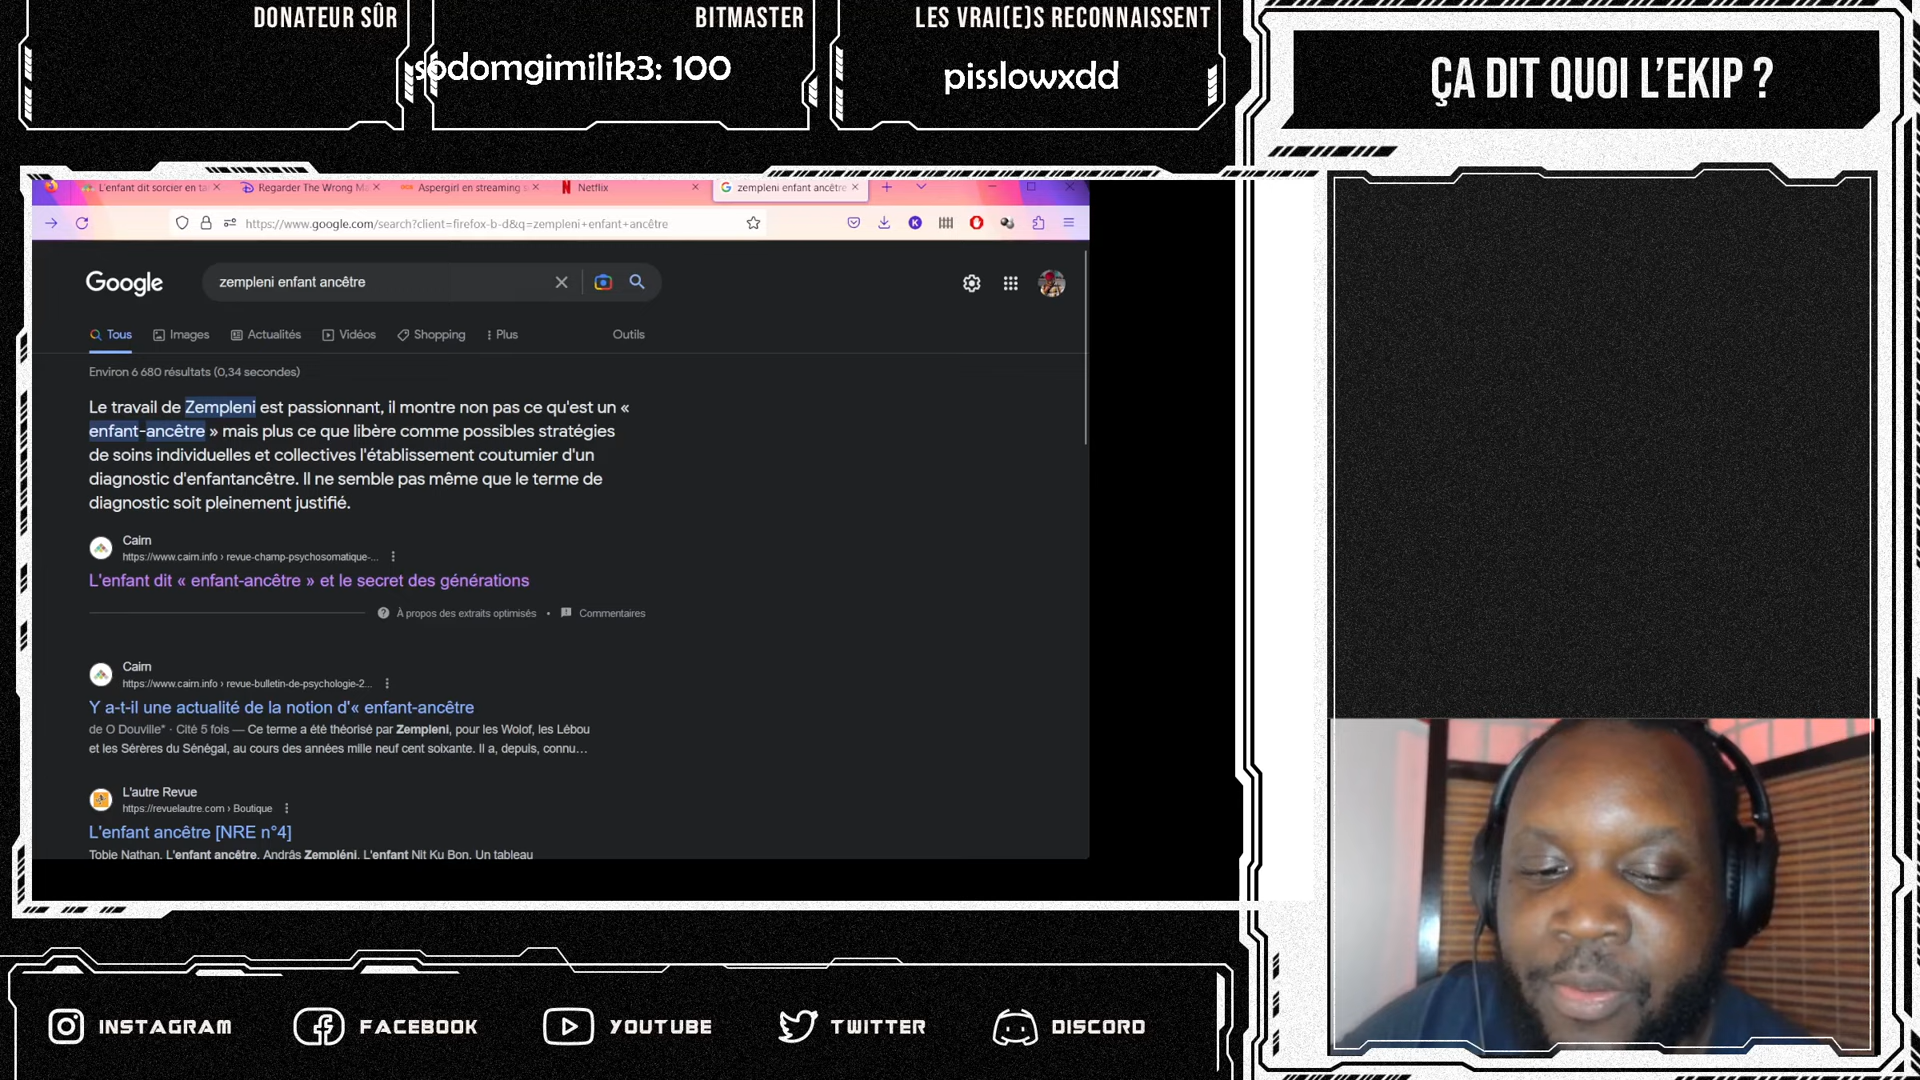 DONATEUR SÛR
BITMASTER
sodomgimilik3: 100
LES VRAI(E)S RECONNAISSENT
pisslowxdd
ÇA DIT QUOI L'EKIP ?
L'enfant dit sorcier en ta
Regarder The Wrong M
Aspergirl en streaming
Netflix
zempleni enfant ancêtre
https://www.google.com/search?client=firefox-b-d&q=zempleni+enfant+ancêtre
Google
zempleni enfant ancêtre
Tous
Images
Actualités
Vidéos
Shopping
Plus
Outils
Environ 6 680 résultats (0,34 secondes)
Le travail de Zempleni est passionnant, il montre non pas ce qu'est un «
enfant-ancêtre » mais plus ce que libère comme possibles stratégies
de soins individuelles et collectives l'établissement coutumier d'un
diagnostic d'enfantancêtre. Il ne semble pas même que le terme de
diagnostic soit pleinement justifié.
Cairn
https://www.cairn.info › revue-champ-psychosomatique-...
L'enfant dit « enfant-ancêtre » et le secret des générations
À propos des extraits optimisés • Commentaires
Cairn
https://www.cairn.info › revue-bulletin-de-psychologie-2...
Y a-t-il une actualité de la notion d'« enfant-ancêtre
de O Douville* · Cité 5 fois — Ce terme a été théorisé par Zempleni, pour les Wolof, les Lébou
et les Sérères du Sénégal, au cours des années mille neuf cent soixante. Il a, depuis, connu...
L'autre Revue
https://revuelautre.com › Boutique
L'enfant ancêtre [NRE n°4]
Tobie Nathan, L'enfant ancêtre. András Zempléni, L'enfant Nit Ku Bon. Un tableau
INSTAGRAM
FACEBOOK
YOUTUBE
TWITTER
DISCORD